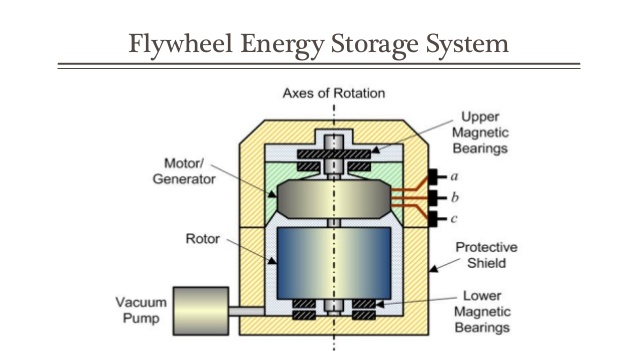 Flywheel Energy Storage System
Axes of Rotation
Upper
Magnetic
Bearings
Motor/
Generator
a
b
c
Rotor
Protective
Shield
Vacuum
Pump
Lower
Magnetic
Bearings